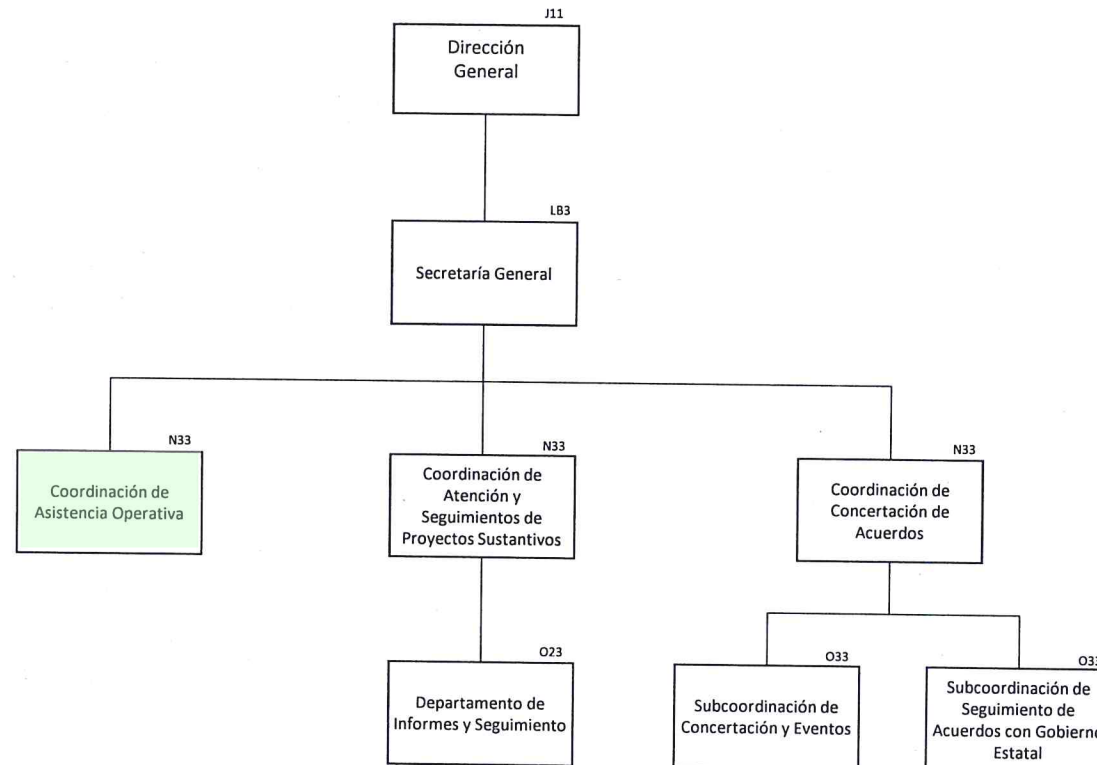 J11
Dirección
General
LB3
Secretaría General
N33
Coordinación de
Asistencia Operativa
N33
Coordinación de
Atención y
Seguimientos de
Proyectos Sustantivos
N33
Coordinación de
Concertación de
Acuerdos
O23
Departamento de
Informes y Seguimiento
O33
Subcoordinación de
Concertación y Eventos
O33
Subcoordinación de
Seguimiento de
Acuerdos con Gobierno
Estatal